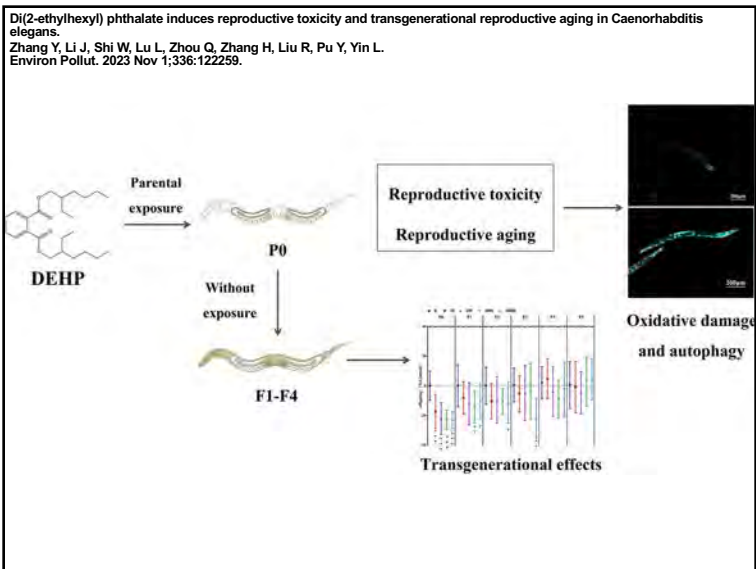 Di(2-ethylhexyl) phthalate induces reproductive toxicity and transgenerational reproductive aging in Caenorhabditis
elegans.
Zhang Y, Li J, Shi W, Lu L, Zhou Q, Zhang H, Liu R, Pu Y, Yin L.
Environ Pollut. 2023 Nov 1;336:122259.
Parental
exposure
DEHP
P0
Reproductive toxicity
Reproductive aging
Without
exposure
F1-F4
Oxidative damage
and autophagy
Transgenerational effects